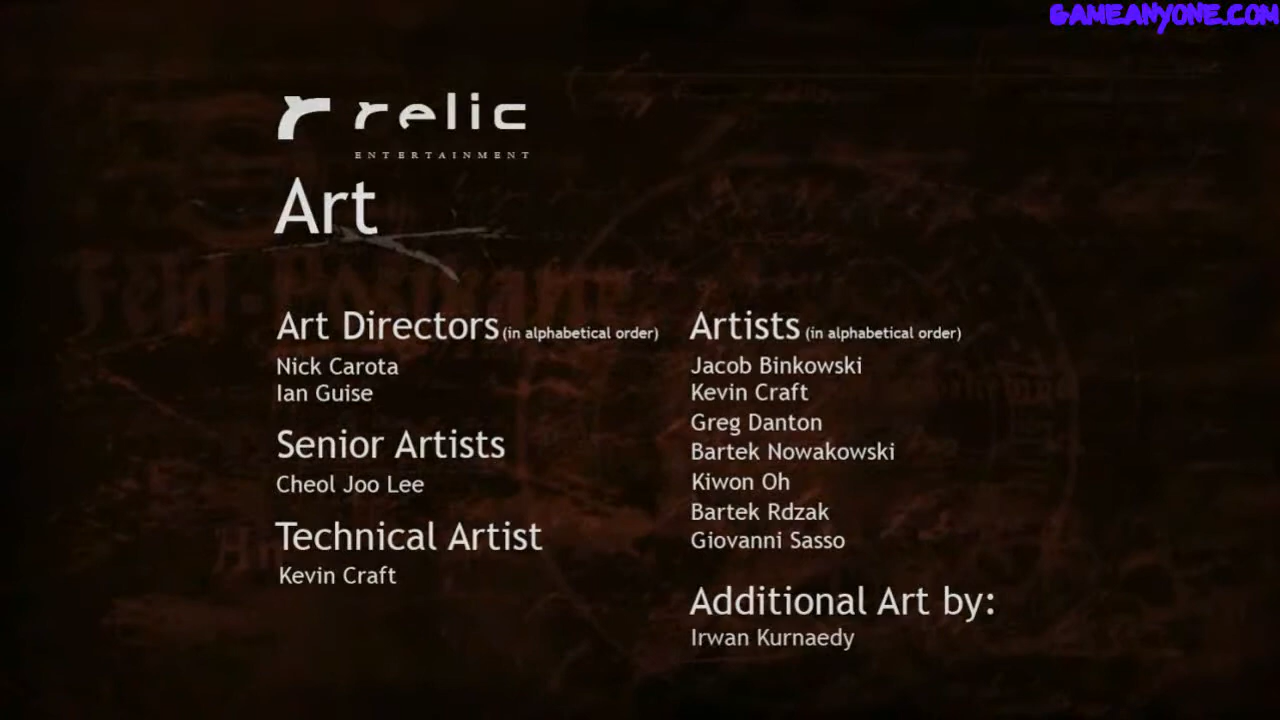 GAMEANYONE.COM
relic
ENTERTAINMENT
Art
Art Directors (in alphabetical order)
Nick Carota
Ian Guise
Senior Artists
Cheol Joo Lee
Technical Artist
Kevin Craft
Artists (in alphabetical order)
Jacob Binkowski
Kevin Craft
Greg Danton
Bartek Nowakowski
Kiwon Oh
Bartek Rdzak
Giovanni Sasso
Additional Art by:
Irwan Kurnaedy
Feld-Postkarte